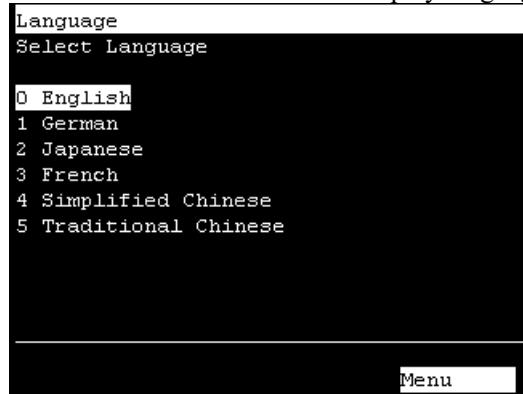 Language
Select Language
0 English
1 German
2 Japanese
3 French
4 Simplified Chinese
5 Traditional Chinese
Menu